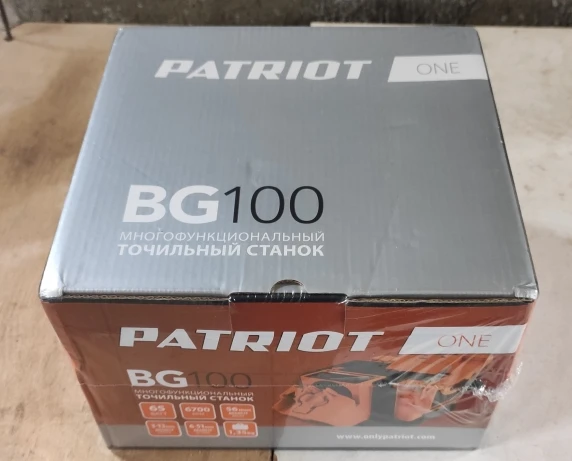 PATRIOT ONE
BG100
МНОГОФУНКЦИОНАЛЬНЫЙ
ТОЧИЛЬНЫЙ СТАНОК
PATRIOT ONE
BG100
МНОГОФУНКЦИОНАЛЬНЫЙ
ТОЧИЛЬНЫЙ СТАНОК
65 6700
www.onlypatriot.com